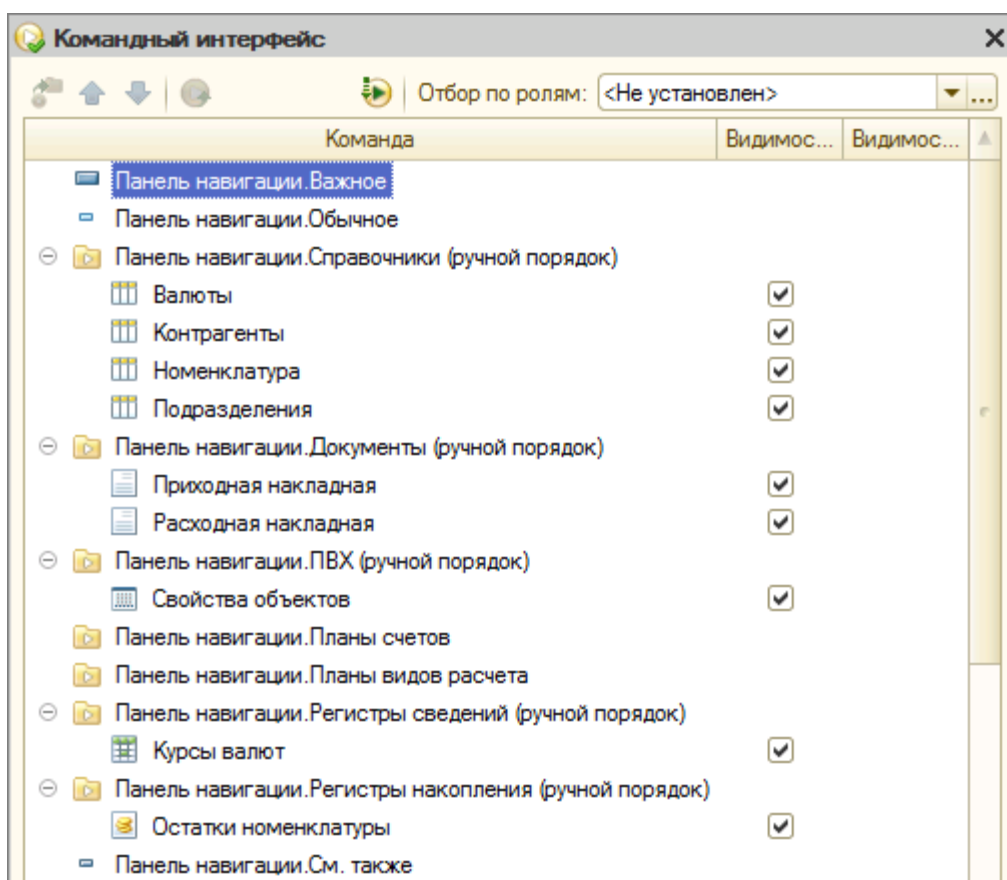 Командный интерфейс
Отбор по ролям: <Не установлен>
Команда Видимос... Видимос...
Панель навигации.Важное
Панель навигации.Обычное
Панель навигации.Справочники (ручной порядок)
Валюты
Контрагенты
Номенклатура
Подразделения
Панель навигации.Документы (ручной порядок)
Приходная накладная
Расходная накладная
Панель навигации.ПВХ (ручной порядок)
Свойства объектов
Панель навигации.Планы счетов
Панель навигации.Планы видов расчета
Панель навигации.Регистры сведений (ручной порядок)
Курсы валют
Панель навигации.Регистры накопления (ручной порядок)
Остатки номенклатуры
Панель навигации.См. также